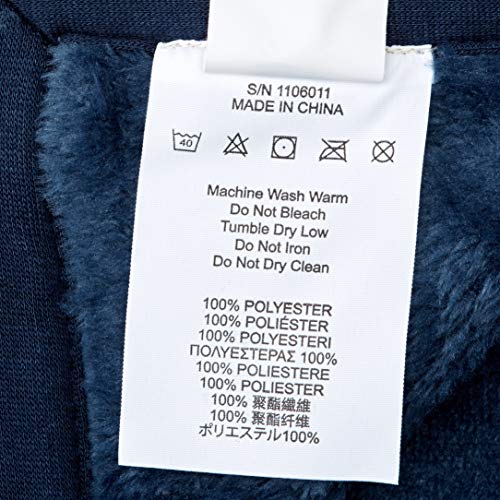 S/N 1106011
MADE IN CHINA
40
Machine Wash Warm
Do Not Bleach
Tumble Dry Low
Do Not Iron
Do Not Dry Clean
100% POLYESTER
100% POLIÉSTER
100% POLYESTERI
ΠΟΛΥΕΣΤΕΡΑΣ 100%
100% POLIESTERE
100% POLIESTER
100% 聚酯纖維
100% 聚酯纤维
ポリエステル100%